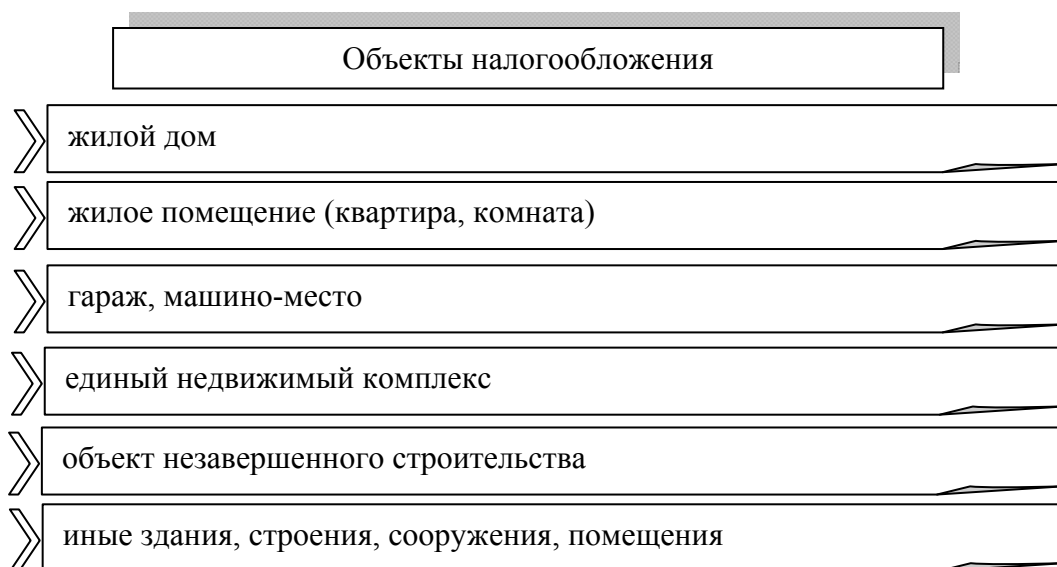 Объекты налогообложения
жилой дом
жилое помещение (квартира, комната)
гараж, машино-место
единый недвижимый комплекс
объект незавершенного строительства
иные здания, строения, сооружения, помещения